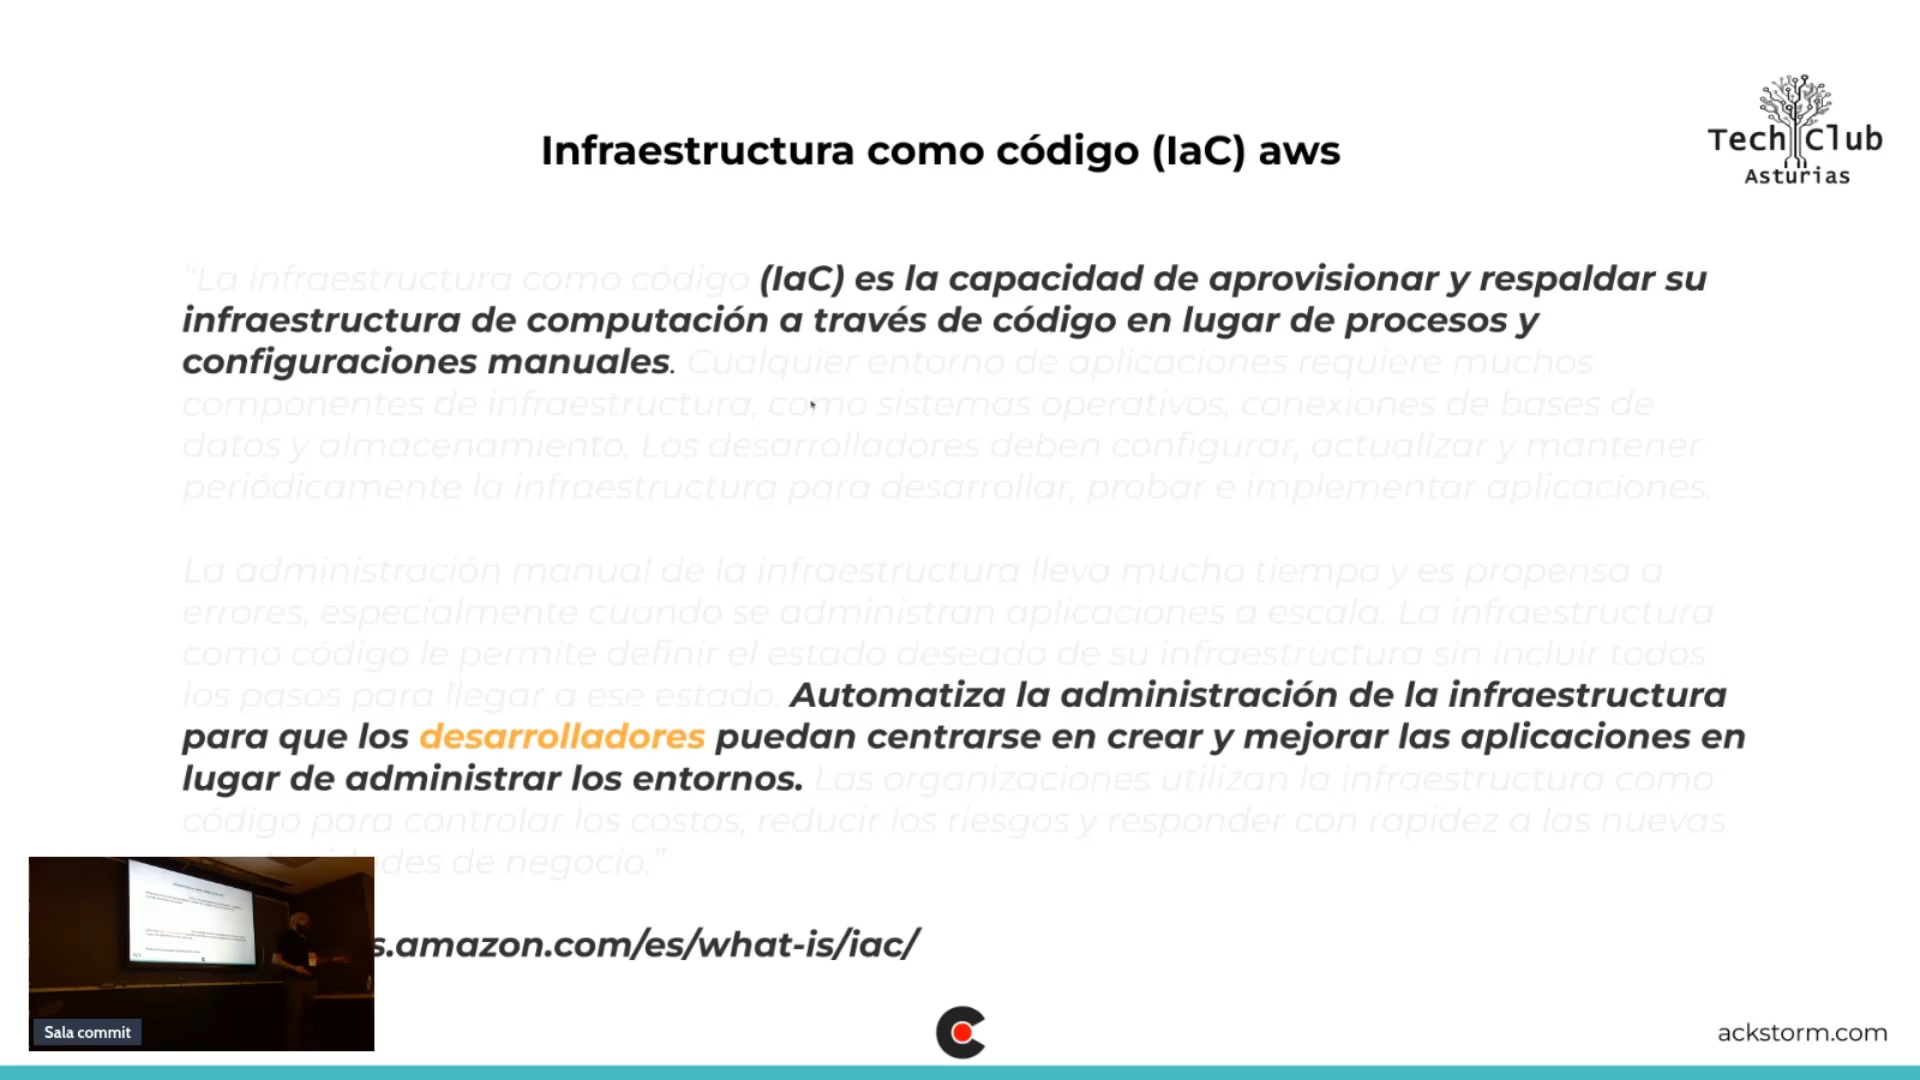 Infraestructura como código (IaC) aws
Tech Club
Asturias
“La infraestructura como código (IaC) es la capacidad de aprovisionar y respaldar su
infraestructura de computación a través de código en lugar de procesos y
configuraciones manuales. Cualquier entorno de aplicaciones requiere muchos
componentes de infraestructura, como sistemas operativos, conexiones de bases de
datos y almacenamiento. Los desarrolladores deben configurar, actualizar y mantener
periódicamente la infraestructura para desarrollar, probar e implementar aplicaciones.
La administración manual de la infraestructura lleva mucho tiempo y es propensa a
errores, especialmente cuando se administran aplicaciones a escala. La infraestructura
como código le permite definir el estado deseado de su infraestructura sin incluir todos
los pasos para llegar a ese estado. Automatiza la administración de la infraestructura
para que los desarrolladores puedan centrarse en crear y mejorar las aplicaciones en
lugar de administrar los entornos. Las organizaciones utilizan la infraestructura como
código para controlar los costos, reducir los riesgos y responder con rapidez a las nuevas
des de negocio.”
s.amazon.com/es/what-is/iac/
Sala commit
ackstorm.com